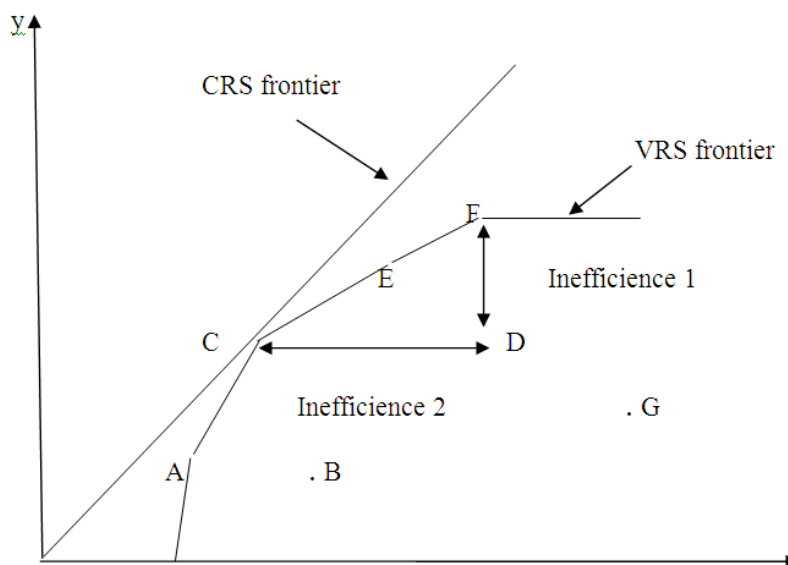 y
CRS frontier
VRS frontier
F
E
Inefficience 1
C
D
Inefficience 2
. G
A
. B